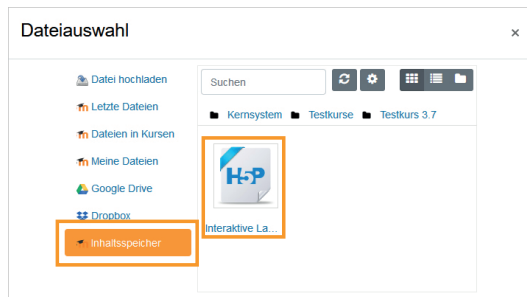 Dateiauswahl ×
Datei hochladen
Letzte Dateien
Dateien in Kursen
Meine Dateien
Google Drive
Dropbox
Inhaltsspeicher
Suchen
Kernsystem Testkurse Testkurs 3.7
H5P
Interaktive La...